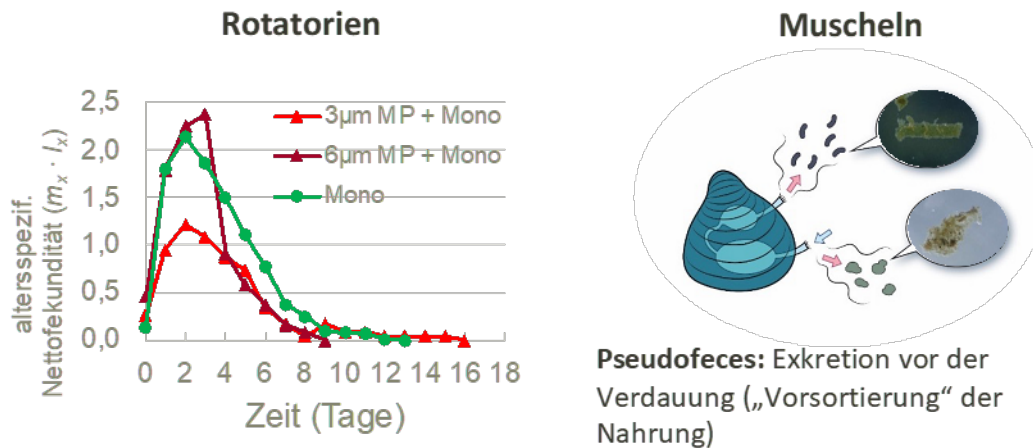 Rotatorien
altersspezif.
Nettofekundität (mx · lx)
2,5
2,0
1,5
1,0
0,5
0,0
3µm MP + Mono
6µm MP + Mono
Mono
0 2 4 6 8 10 12 14 16 18
Zeit (Tage)
Muscheln
Pseudofeces: Exkretion vor der
Verdauung („Vorsortierung“ der
Nahrung)